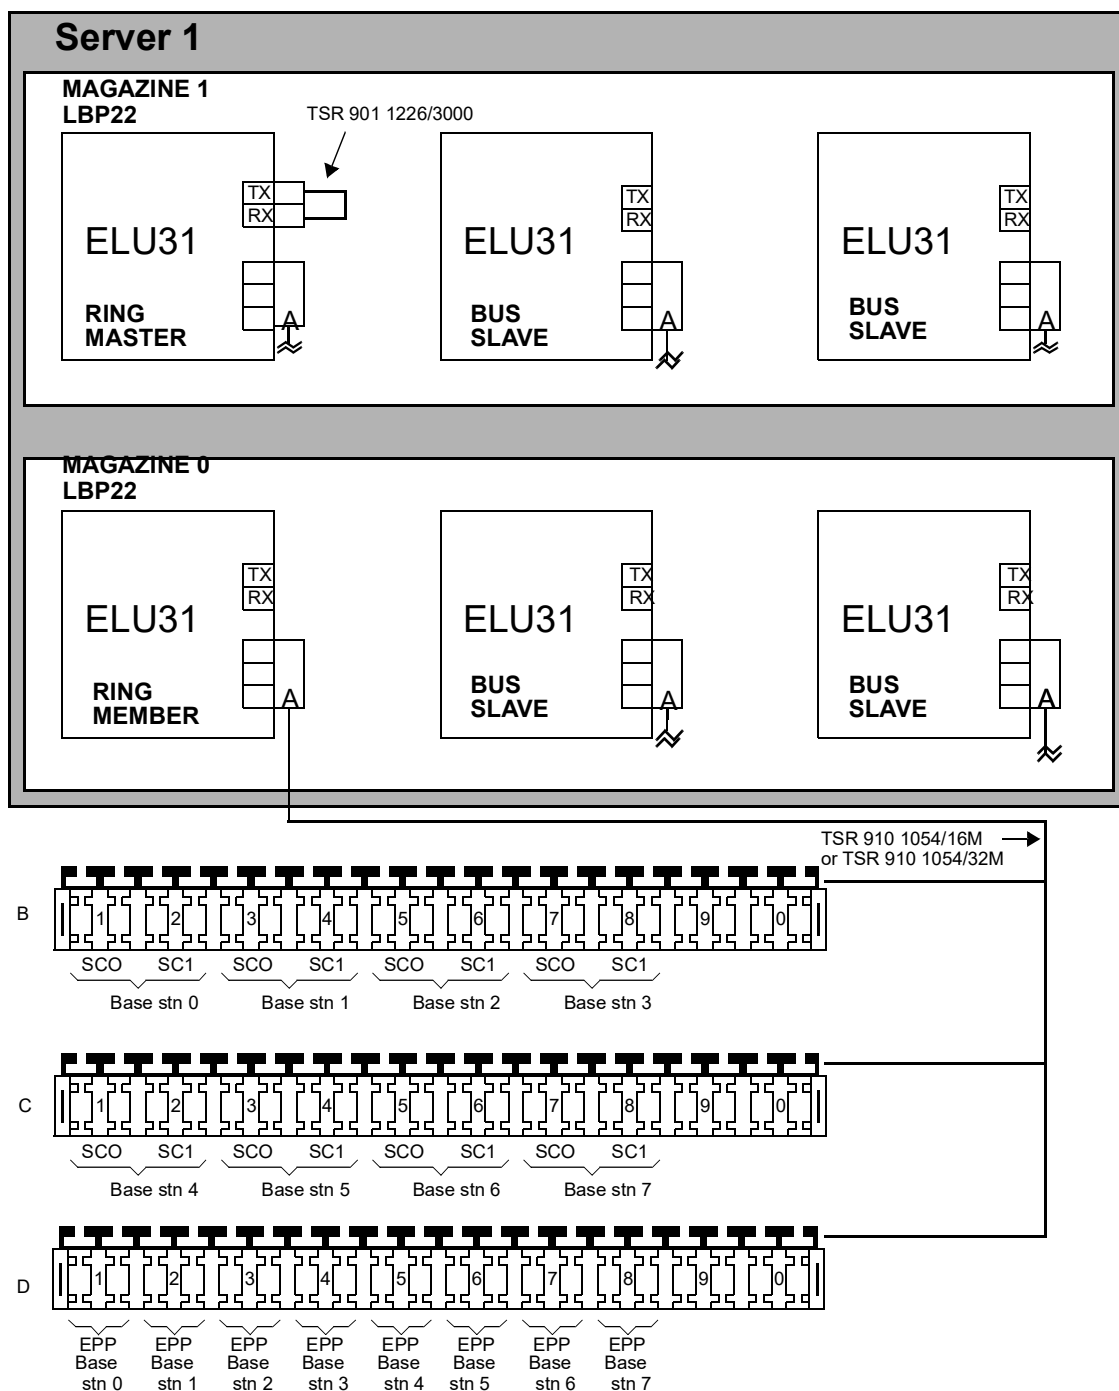 Server 1
MAGAZINE 1
LBP22
TSR 901 1226/3000
TX
RX
ELU31
RING
MASTER
A
TX
RX
ELU31
BUS
SLAVE
A
TX
RX
ELU31
BUS
SLAVE
A
MAGAZINE 0
LBP22
TX
RX
ELU31
RING
MEMBER
A
TX
RX
ELU31
BUS
SLAVE
A
TX
RX
ELU31
BUS
SLAVE
A
TSR 910 1054/16M
or TSR 910 1054/32M
B
1 2 3 4 5 6 7 8 9 0
SCO SC1 SCO SC1 SCO SC1 SCO SC1
Base stn 0 Base stn 1 Base stn 2 Base stn 3
C
1 2 3 4 5 6 7 8 9 0
SCO SC1 SCO SC1 SCO SC1 SCO SC1
Base stn 4 Base stn 5 Base stn 6 Base stn 7
D
1 2 3 4 5 6 7 8 9 0
EPP EPP EPP EPP EPP EPP EPP EPP
Base Base Base Base Base Base Base Base
stn 0 stn 1 stn 2 stn 3 stn 4 stn 5 stn 6 stn 7